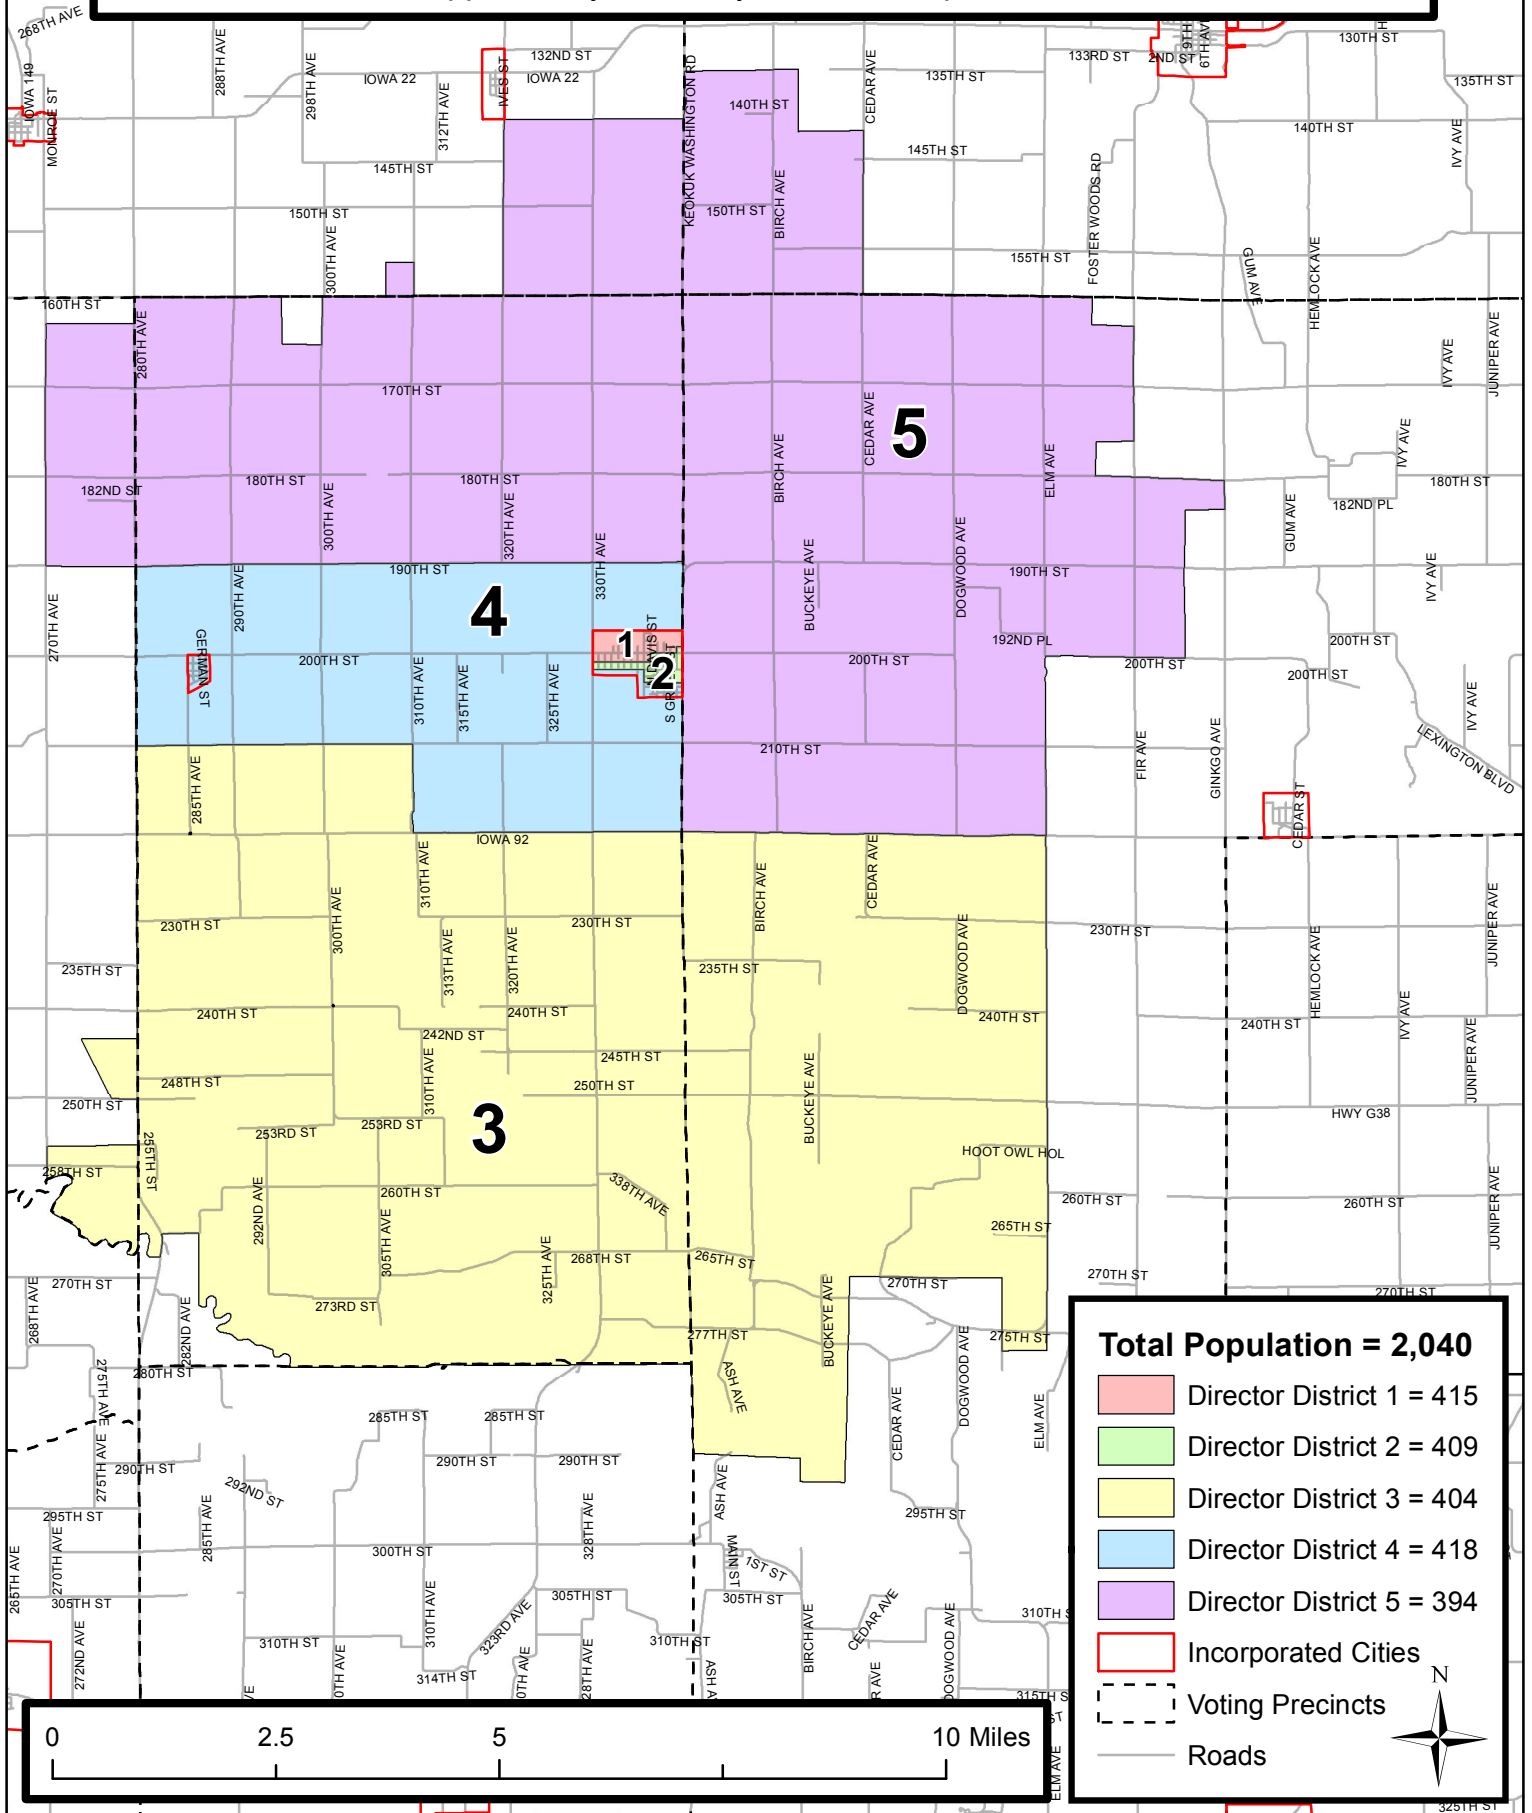 268TH AVE
IOWA 149
MONROE ST
288TH AVE
298TH AVE
IOWA 22
312TH AVE
IVES ST
132ND ST
IOWA 22
KEOKUK WASHINGTON RD
140TH ST
CEDAR AVE
135TH ST
133RD ST
2ND ST
9TH
6TH AVE
130TH ST
135TH ST
140TH ST
IVY AVE
145TH ST
145TH ST
150TH ST
300TH AVE
150TH ST
BIRCH AVE
155TH ST
FOSTER WOODS RD
GUM AVE
HEMLOCK AVE
160TH ST
280TH AVE
170TH ST
5
CEDAR AVE
BIRCH AVE
ELM AVE
IVY AVE
JUNIPER AVE
IVY AVE
182ND ST
180TH ST
180TH ST
300TH AVE
320TH AVE
180TH ST
182ND PL
GUM AVE
190TH ST
330TH AVE
BUCKEYE AVE
DOGWOOD AVE
190TH ST
IVY AVE
270TH AVE
290TH AVE
4
192ND PL
GERMAN ST
200TH ST
1
2
DAVIS ST
S GR
200TH ST
200TH ST
200TH ST
200TH ST
310TH AVE
315TH AVE
325TH AVE
IVY AVE
210TH ST
FIR AVE
GINKGO AVE
LEXINGTON BLVD
285TH AVE
CEDAR ST
IOWA 92
310TH AVE
BIRCH AVE
CEDAR AVE
230TH ST
300TH AVE
230TH ST
DOGWOOD AVE
230TH ST
HEMLOCK AVE
JUNIPER AVE
235TH ST
313TH AVE
320TH AVE
235TH ST
240TH ST
240TH ST
240TH ST
240TH ST
IVY AVE
242ND ST
245TH ST
JUNIPER AVE
248TH ST
310TH AVE
250TH ST
BUCKEYE AVE
250TH ST
HWY G38
253RD ST
253RD ST
3
255TH ST
HOOT OWL HOL
258TH ST
260TH ST
338TH AVE
260TH ST
260TH ST
JUNIPER AVE
292ND AVE
305TH AVE
265TH ST
268TH ST
265TH ST
325TH AVE
270TH ST
270TH ST
270TH ST
270TH ST
268TH AVE
282ND AVE
273RD ST
BUCKEYE AVE
277TH ST
275TH ST
280TH ST
275TH AVE
ASH AVE
DOGWOOD AVE
CEDAR AVE
ELM AVE
285TH ST
285TH ST
275TH AVE
290TH ST
290TH ST
290TH ST
292ND ST
ASH AVE
295TH ST
285TH AVE
328TH AVE
295TH ST
265TH AVE
270TH AVE
300TH ST
MAIN ST
1ST ST
305TH ST
305TH ST
305TH ST
310TH AVE
323RD AVE
BIRCH AVE
CEDAR AVE
DOGWOOD AVE
310TH S
272ND AVE
310TH ST
310TH ST
0TH AVE
314TH ST
0TH AVE
28TH AVE
ASH A
R AVE
315TH S
ST
VE
ELM AVE
325TH ST
Total Population = 2,040
Director District 1 = 415
Director District 2 = 409
Director District 3 = 404
Director District 4 = 418
Director District 5 = 394
Incorporated Cities
Voting Precincts
Roads
N
0 2.5 5 10 Miles